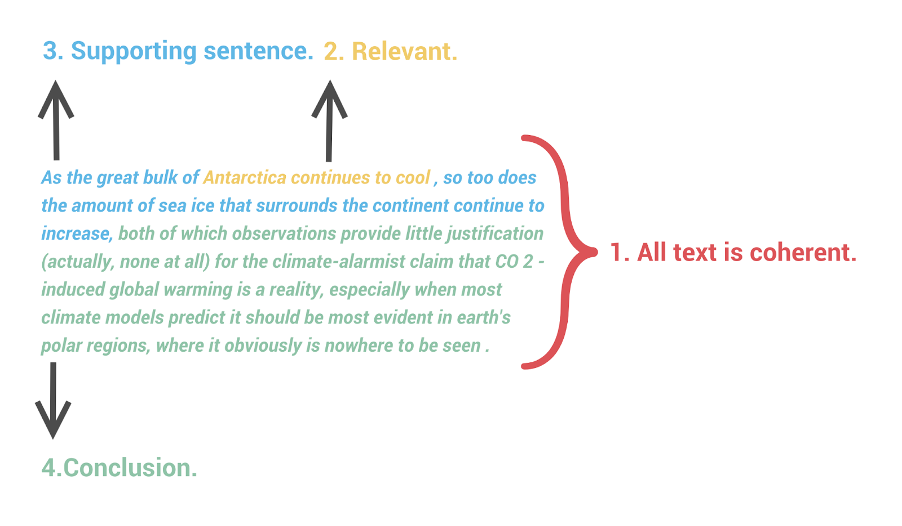 3. Supporting sentence. 2. Relevant.
As the great bulk of Antarctica continues to cool , so too does
the amount of sea ice that surrounds the continent continue to
increase, both of which observations provide little justification
(actually, none at all) for the climate-alarmist claim that CO 2 -
induced global warming is a reality, especially when most
climate models predict it should be most evident in earth's
polar regions, where it obviously is nowhere to be seen .
1. All text is coherent.
4.Conclusion.